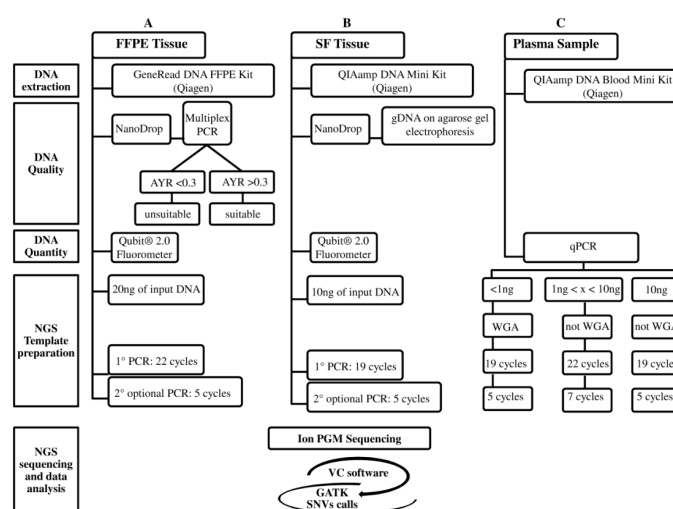 A B C
FFPE Tissue SF Tissue Plasma Sample
DNA
extraction
GeneRead DNA FFPE Kit
(Qiagen)
QIAamp DNA Mini Kit
(Qiagen)
QIAamp DNA Blood Mini Kit
(Qiagen)
DNA
Quality
NanoDrop
Multiplex
PCR
AYR <0.3 AYR >0.3
unsuitable suitable
NanoDrop
gDNA on agarose gel
electrophoresis
DNA
Quantity
Qubit® 2.0
Fluorometer
Qubit® 2.0
Fluorometer
qPCR
NGS
Template
preparation
20ng of input DNA
10ng of input DNA
<1ng 1ng < x < 10ng 10ng
WGA not WGA not WGA
1° PCR: 22 cycles
1° PCR: 19 cycles
19 cycles 22 cycles 19 cycle
2° optional PCR: 5 cycles
2° optional PCR: 5 cycles
5 cycles 7 cycles 5 cycles
NGS
sequencing
and data
analysis
Ion PGM Sequencing
VC software
GATK
SNVs calls